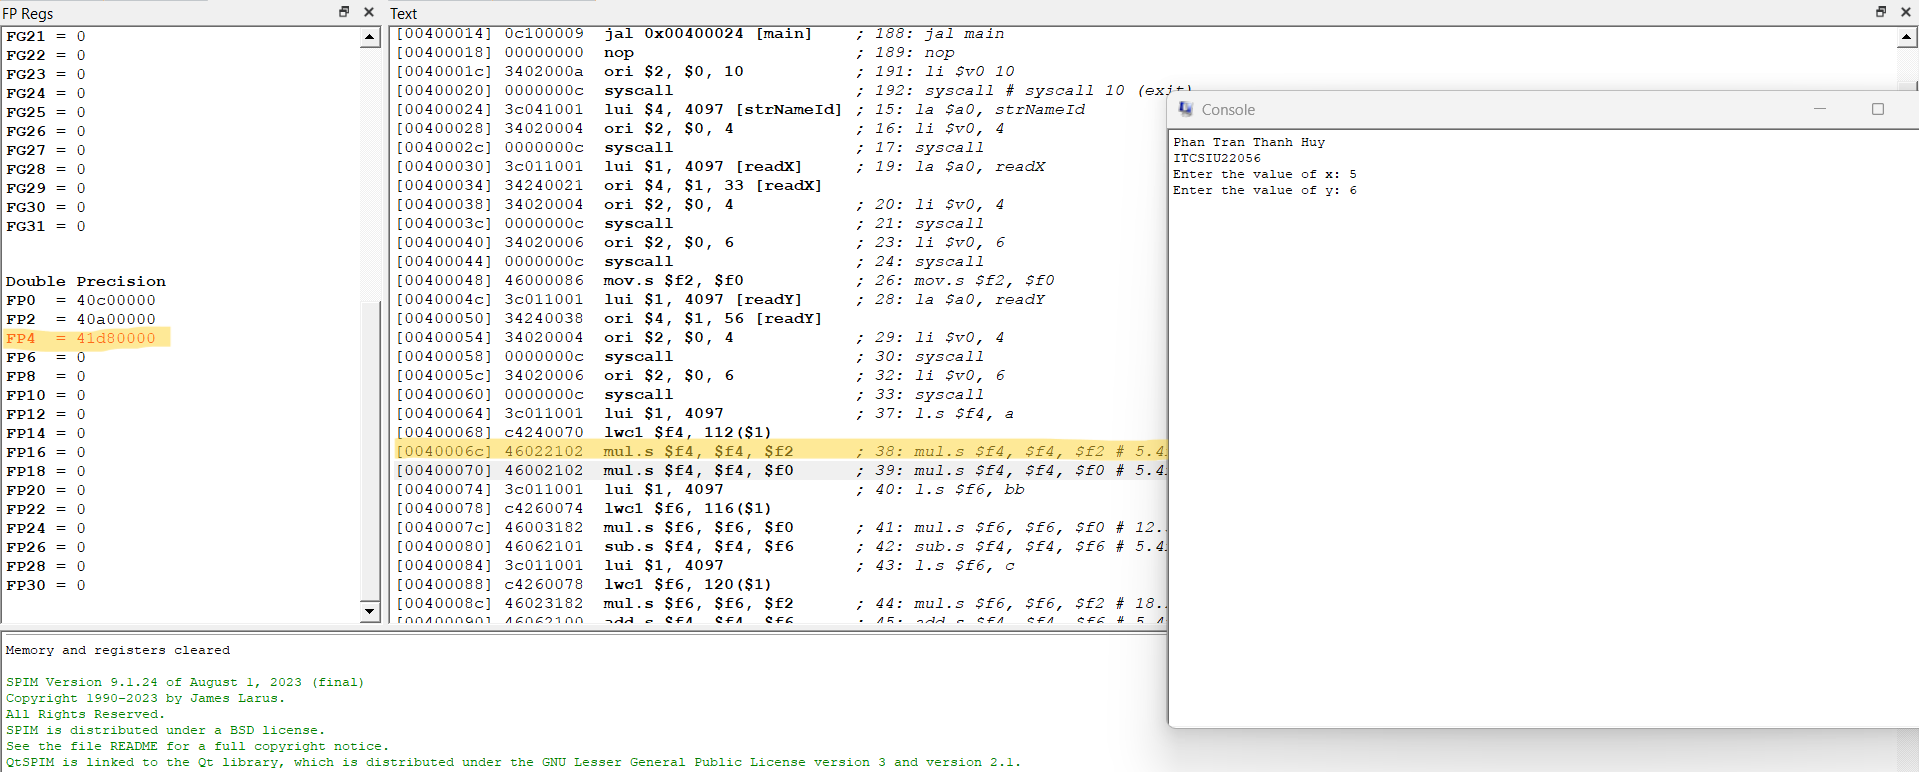 FP Regs
FG21 = 0
FG22 = 0
FG23 = 0
FG24 = 0
FG25 = 0
FG26 = 0
FG27 = 0
FG28 = 0
FG29 = 0
FG30 = 0
FG31 = 0
Double Precision
FP0 = 40c00000
FP2 = 40a00000
FP4 = 41d80000
FP6 = 0
FP8 = 0
FP10 = 0
FP12 = 0
FP14 = 0
FP16 = 0
FP18 = 0
FP20 = 0
FP22 = 0
FP24 = 0
FP26 = 0
FP28 = 0
FP30 = 0
Text
[00400014] 0c100009 jal 0x00400024 [main] ; 188: jal main
[00400018] 00000000 nop ; 189: nop
[0040001c] 3402000a ori $2, $0, 10 ; 191: li $v0 10
[00400020] 0000000c syscall ; 192: syscall # syscall 10 (exit)
[00400024] 3c041001 lui $4, 4097 [strNameId] ; 15: la $a0, strNameId
[00400028] 34020004 ori $2, $0, 4 ; 16: li $v0, 4
[0040002c] 0000000c syscall ; 17: syscall
[00400030] 3c011001 lui $1, 4097 [readX] ; 19: la $a0, readX
[00400034] 34240021 ori $4, $1, 33 [readX]
[00400038] 34020004 ori $2, $0, 4 ; 20: li $v0, 4
[0040003c] 0000000c syscall ; 21: syscall
[00400040] 34020006 ori $2, $0, 6 ; 23: li $v0, 6
[00400044] 0000000c syscall ; 24: syscall
[00400048] 46000086 mov.s $f2, $f0 ; 26: mov.s $f2, $f0
[0040004c] 3c011001 lui $1, 4097 [readY] ; 28: la $a0, readY
[00400050] 34240038 ori $4, $1, 56 [readY]
[00400054] 34020004 ori $2, $0, 4 ; 29: li $v0, 4
[00400058] 0000000c syscall ; 30: syscall
[0040005c] 34020006 ori $2, $0, 6 ; 32: li $v0, 6
[00400060] 0000000c syscall ; 33: syscall
[00400064] 3c011001 lui $1, 4097 ; 37: l.s $f4, a
[00400068] c4240070 lwc1 $f4, 112($1)
[0040006c] 46022102 mul.s $f4, $f4, $f2 ; 38: mul.s $f4, $f4, $f2 # 5.4
[00400070] 46002102 mul.s $f4, $f4, $f0 ; 39: mul.s $f4, $f4, $f0 # 5.4
[00400074] 3c011001 lui $1, 4097 ; 40: l.s $f6, bb
[00400078] c4260074 lwc1 $f6, 116($1)
[0040007c] 46003182 mul.s $f6, $f6, $f0 ; 41: mul.s $f6, $f6, $f0 # 12.
[00400080] 46062101 sub.s $f4, $f4, $f6 ; 42: sub.s $f4, $f4, $f6 # 5.4
[00400084] 3c011001 lui $1, 4097 ; 43: l.s $f6, c
[00400088] c4260078 lwc1 $f6, 120($1)
[0040008c] 46023182 mul.s $f6, $f6, $f2 ; 44: mul.s $f6, $f6, $f2 # 18.
[00400090] 46062100 add.s $f4, $f4, $f6 ; 45: add.s $f4, $f4, $f6 # 5.4
Console
Phan Tran Thanh Huy
ITCSIU22056
Enter the value of x: 5
Enter the value of y: 6
Memory and registers cleared
SPIM Version 9.1.24 of August 1, 2023 (final)
Copyright 1990-2023 by James Larus.
All Rights Reserved.
SPIM is distributed under a BSD license.
See the file README for a full copyright notice.
QtSPIM is linked to the Qt library, which is distributed under the GNU Lesser General Public License version 3 and version 2.1.